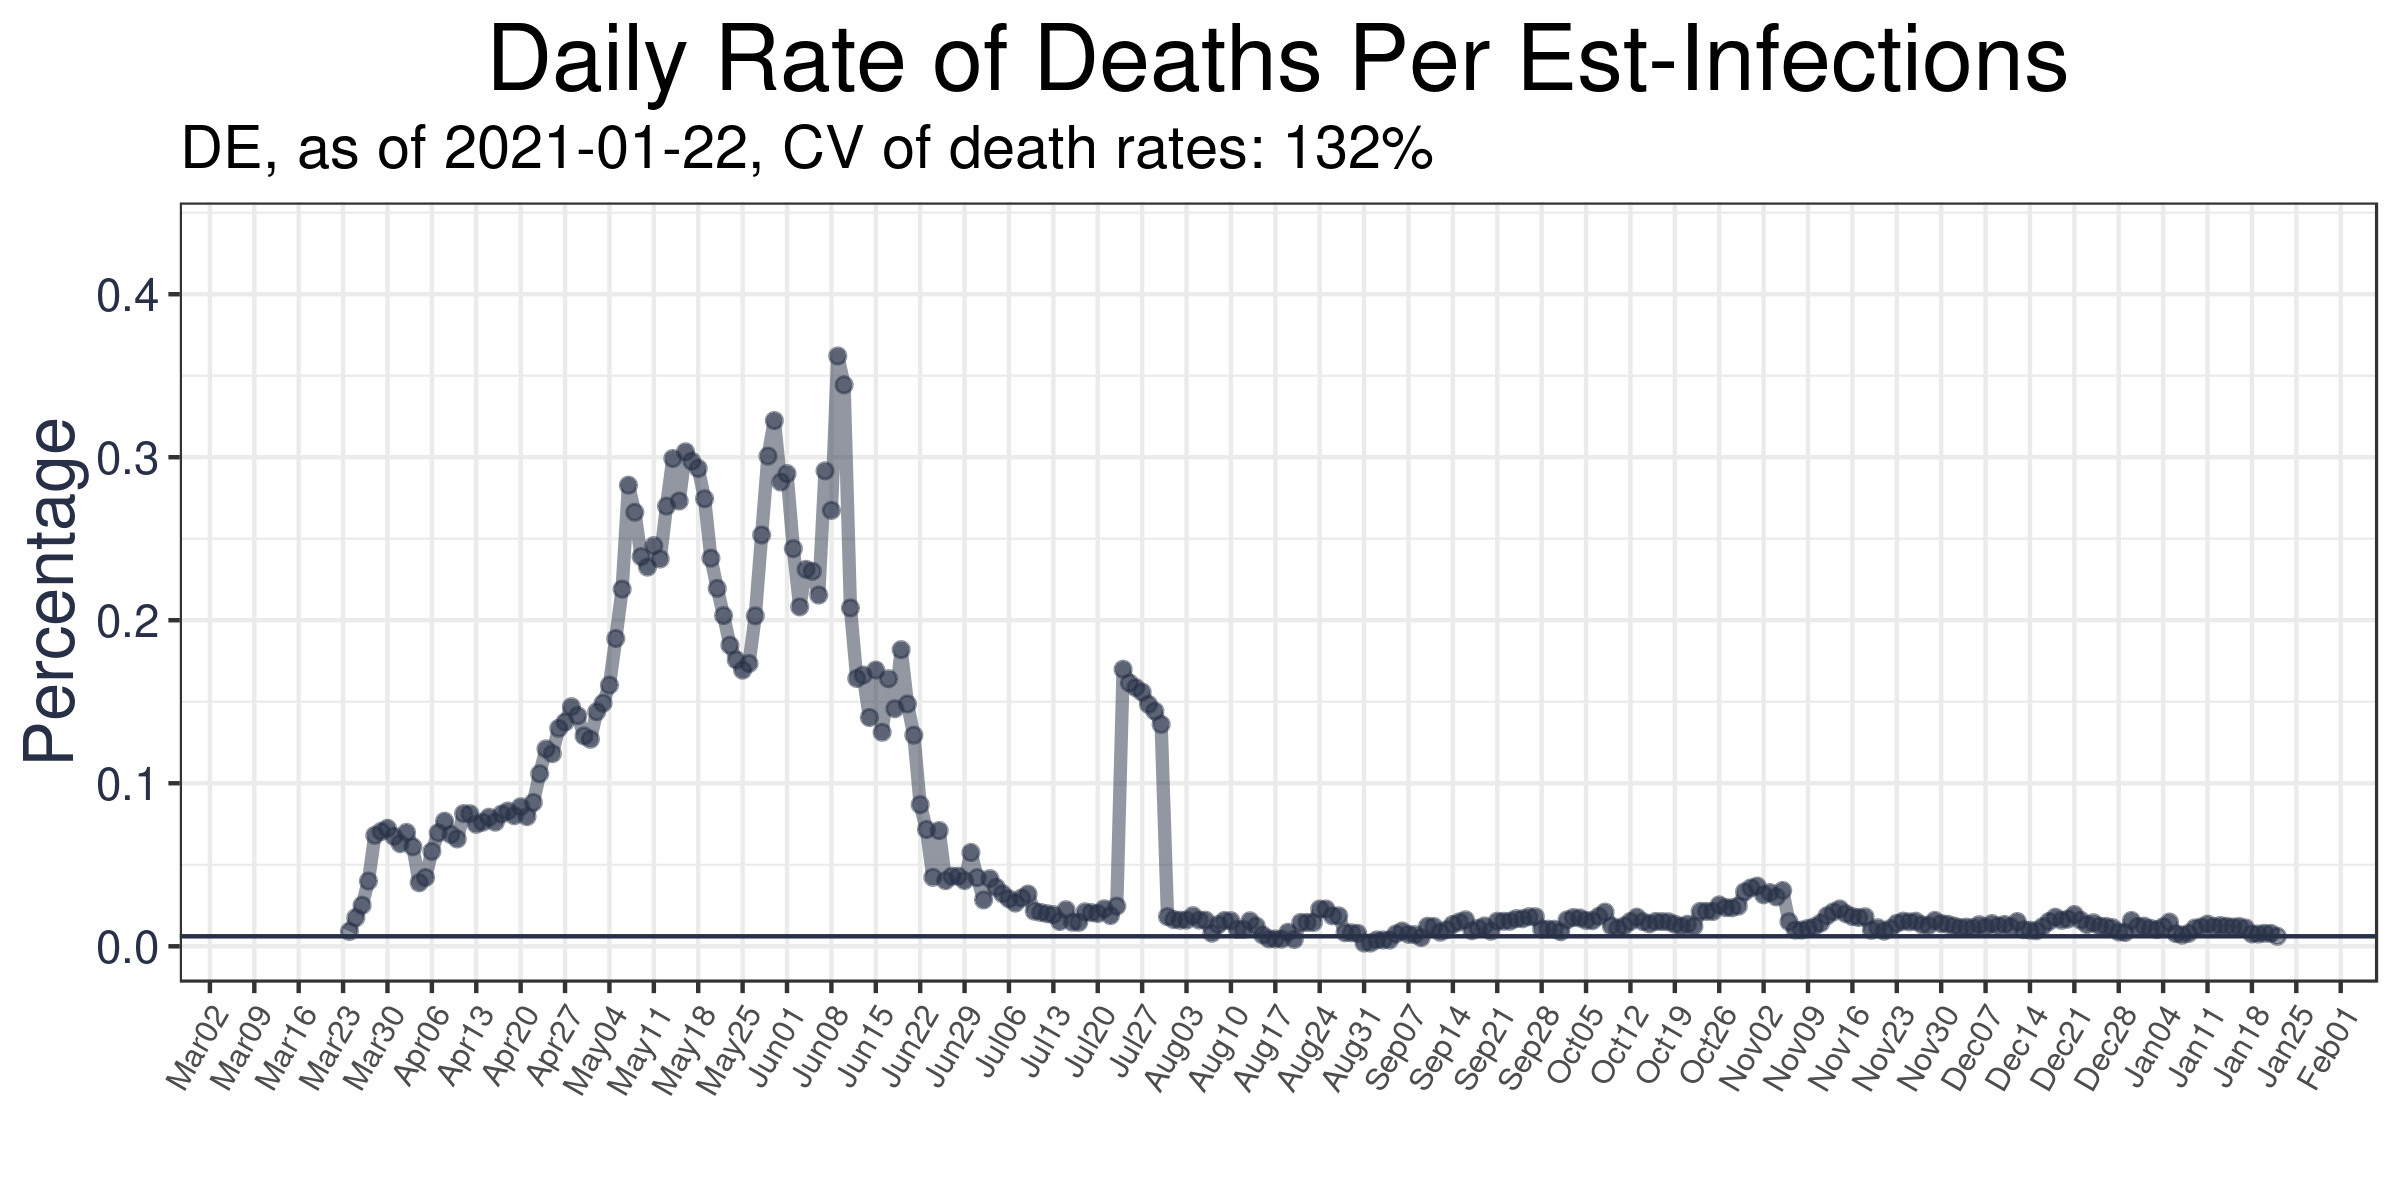 Daily Rate of Deaths Per Est-Infections
DE, as of 2021-01-22, CV of death rates: 132%
Percentage
0.4
0.3
0.2
0.1
0.0
Mar02
Mar09
Mar16
Mar23
Mar30
Apr06
Apr13
Apr20
Apr27
May04
May11
May18
May25
Jun01
Jun08
Jun15
Jun22
Jun29
Jul06
Jul13
Jul20
Jul27
Aug03
Aug10
Aug17
Aug24
Aug31
Sep07
Sep14
Sep21
Sep28
Oct05
Oct12
Oct19
Oct26
Nov02
Nov09
Nov16
Nov23
Nov30
Dec07
Dec14
Dec21
Dec28
Jan04
Jan11
Jan18
Jan25
Feb01